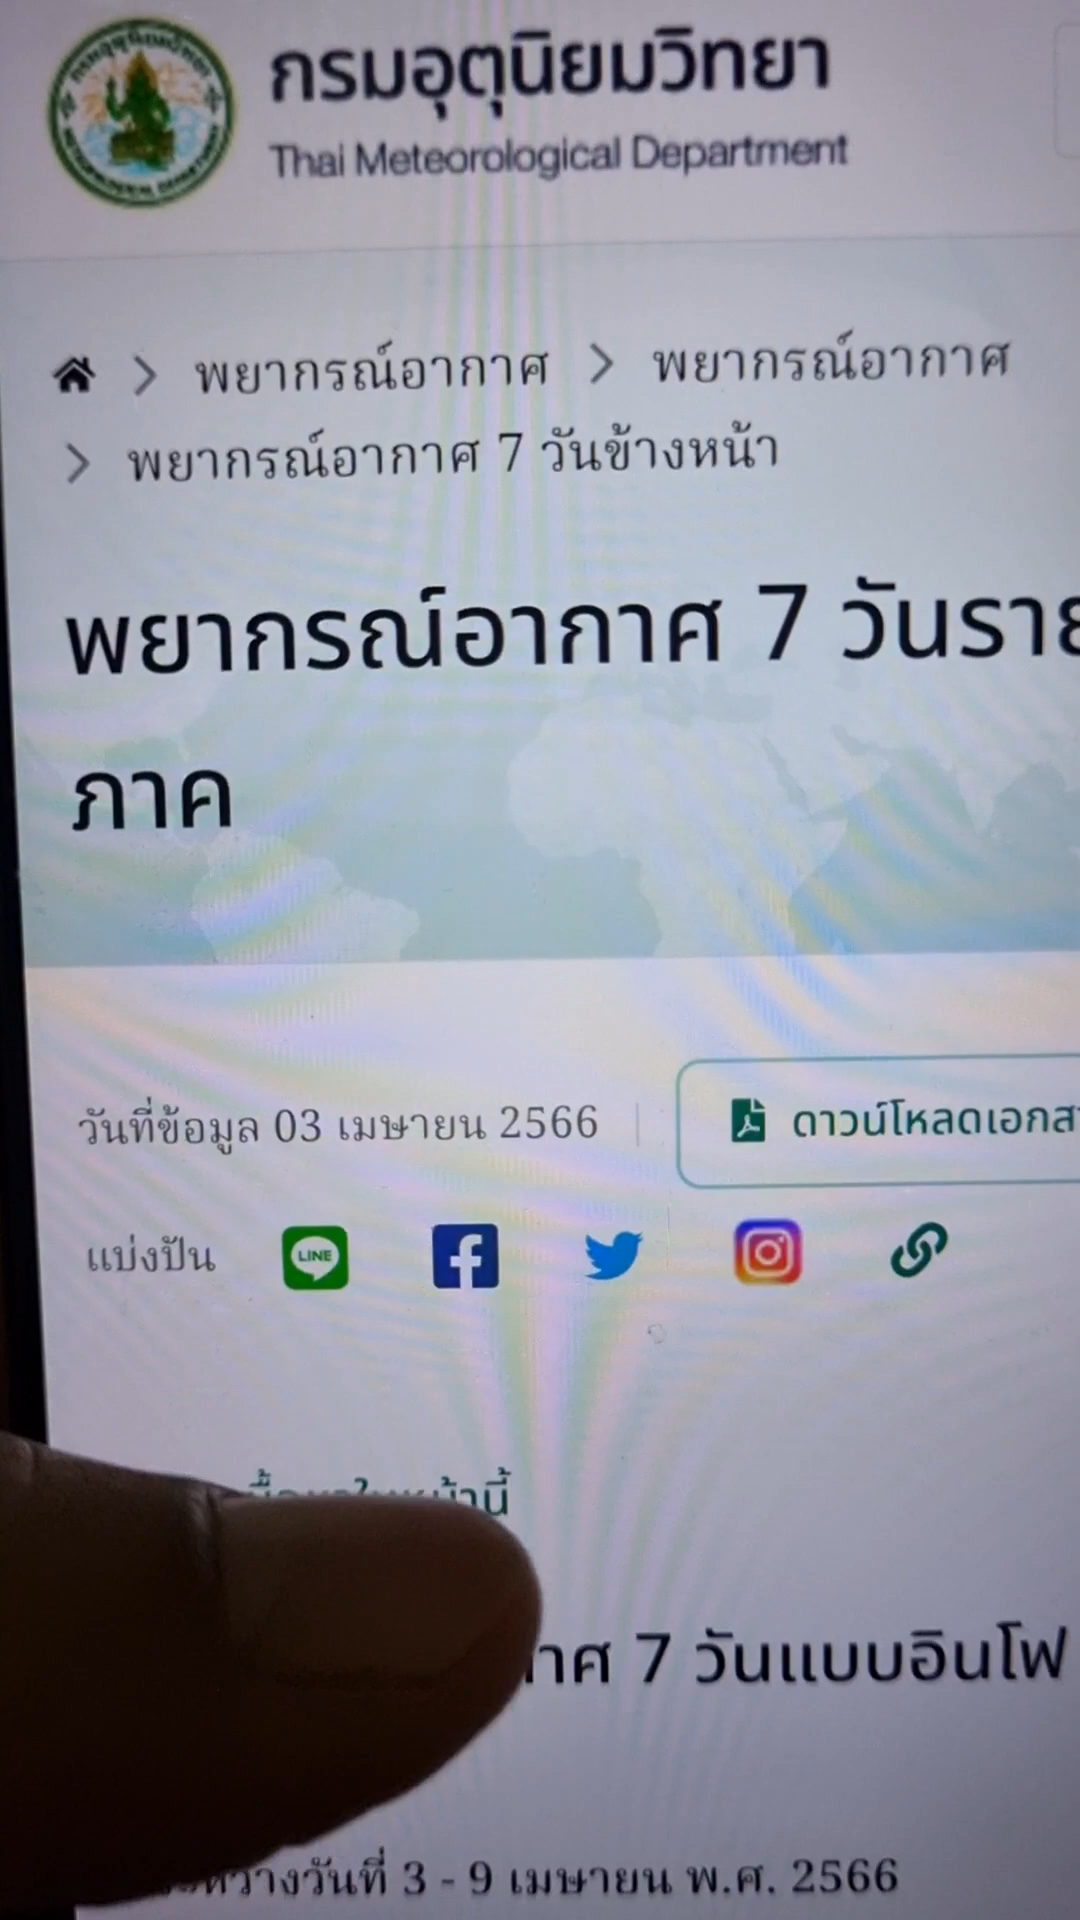 กรมอุตุนิยมวิทยา
Thai Meteorological Department
พยากรณ์อากาศ > พยากรณ์อากาศ
> พยากรณ์อากาศ 7 วันข้างหน้า
พยากรณ์อากาศ 7 วันราย
ภาค
วันที่ข้อมูล 03 เมษายน 2566
ดาวน์โหลดเอกส
แบ่งปัน
LINE
7 วันแบบอินโฟ
วันที่ 3 - 9 เมษายน พ.ศ. 2566